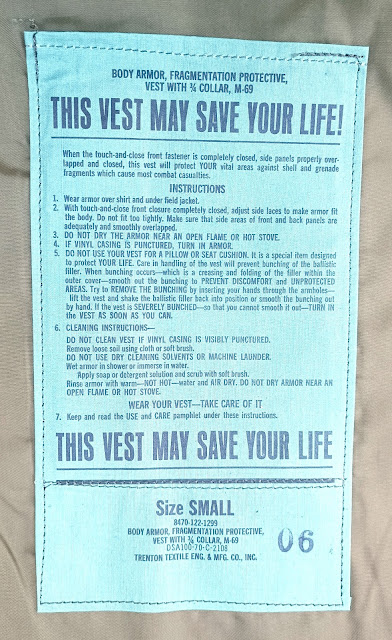 BODY ARMOR, FRAGMENTATION PROTECTIVE,
VEST WITH ¾ COLLAR, M-69
THIS VEST MAY SAVE YOUR LIFE!
When the touch-and-close front fastener is completely closed, side panels properly over-
lapped and closed, this vest will protect YOUR vital areas against shell and grenade
fragments which cause most combat casualties.
INSTRUCTIONS
1. Wear armor over shirt and under field jacket.
2. With touch-and-close front closure completely closed, adjust side laces to make armor fit
the body. Do not fit too tightly. Make sure that side areas of front and back panels are
adequately and smoothly overlapped.
3. DO NOT DRY THE ARMOR NEAR AN OPEN FLAME OR HOT STOVE.
4. IF VINYL CASING IS PUNCTURED, TURN IN ARMOR.
5. DO NOT USE YOUR VEST FOR A PILLOW OR SEAT CUSHION. It is a special item designed
to protect YOUR LIFE. Care in handling of the vest will prevent bunching of the ballistic
filler. When bunching occurs—which is a creasing and folding of the filler within the
outer cover—smooth out the bunching to PREVENT DISCOMFORT and UNPROTECTED
AREAS. Try to REMOVE THE BUNCHING by inserting your hands through the armholes—
lift the vest and shake the ballistic filler back into position or smooth the bunching out
by hand. If the vest is SEVERELY BUNCHED—so that you cannot smooth it out—TURN IN
the VEST AS SOON AS YOU CAN.
6. CLEANING INSTRUCTIONS—
DO NOT CLEAN VEST IF VINYL CASING IS VISIBLY PUNCTURED.
Remove loose soil using cloth or soft brush.
DO NOT USE DRY CLEANING SOLVENTS OR MACHINE LAUNDER.
Wet armor in shower or immerse in water.
Apply soap or detergent solution and scrub with soft brush.
Rinse armor with warm—NOT HOT—water and AIR DRY. DO NOT DRY ARMOR NEAR AN
OPEN FLAME OR HOT STOVE.
WEAR YOUR VEST—TAKE CARE OF IT
7. Keep and read the USE and CARE pamphlet under these instructions.
THIS VEST MAY SAVE YOUR LIFE
Size SMALL
8470-122-1299
BODY ARMOR, FRAGMENTATION PROTECTIVE,
VEST WITH ¾ COLLAR, M-69
DSA100-70-C-2108
TRENTON TEXTILE ENG. & MFG. CO., INC.
06